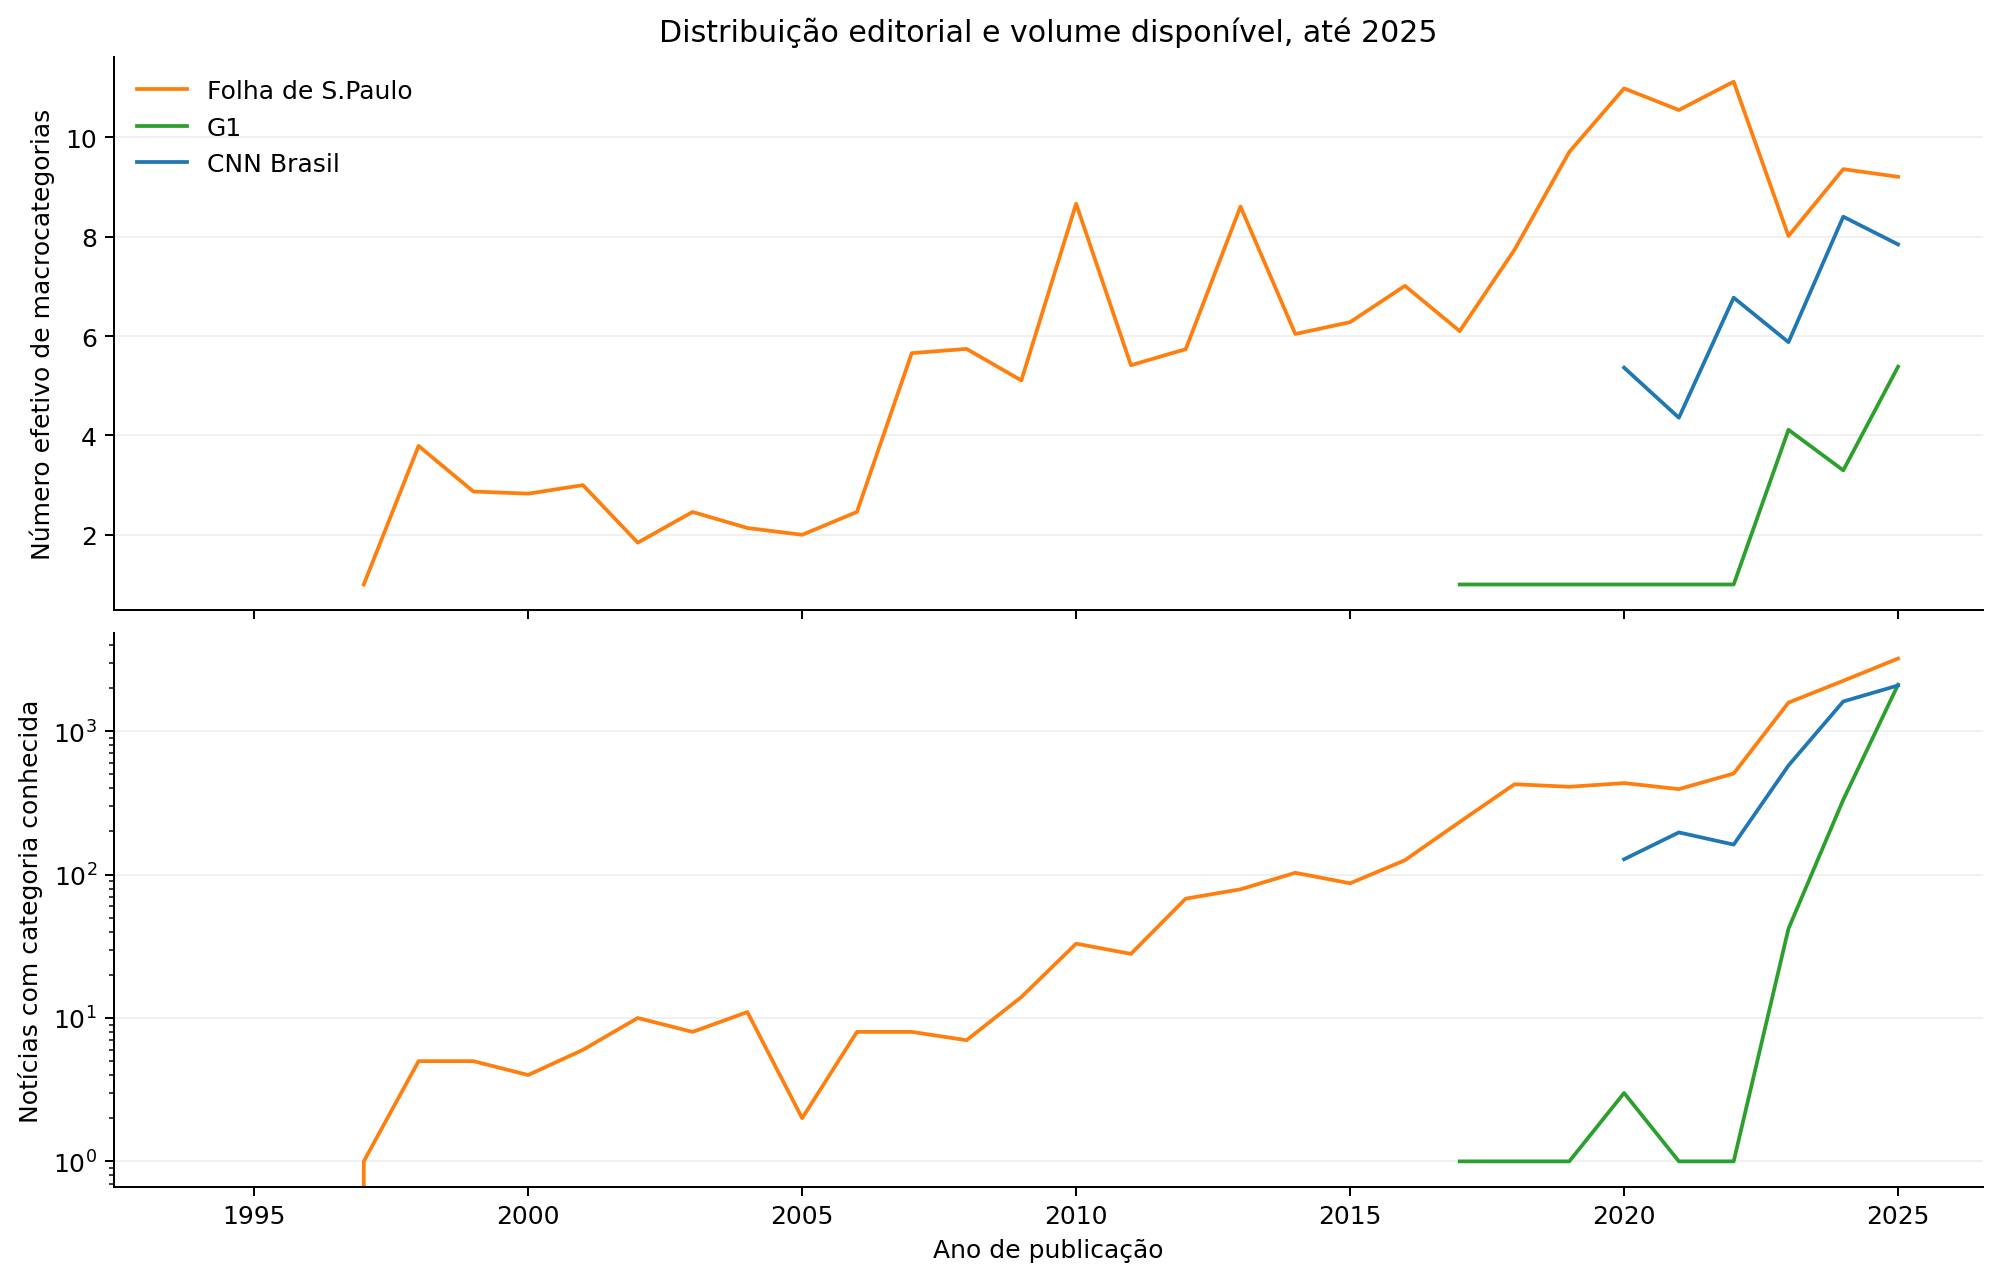 Distribuição editorial e volume disponível, até 2025
Número efetivo de macrocategorias
10
8
6
4
2
Folha de S.Paulo
G1
CNN Brasil
Notícias com categoria conhecida
10³
10²
10¹
10⁰
1995 2000 2005 2010 2015 2020 2025
Ano de publicação